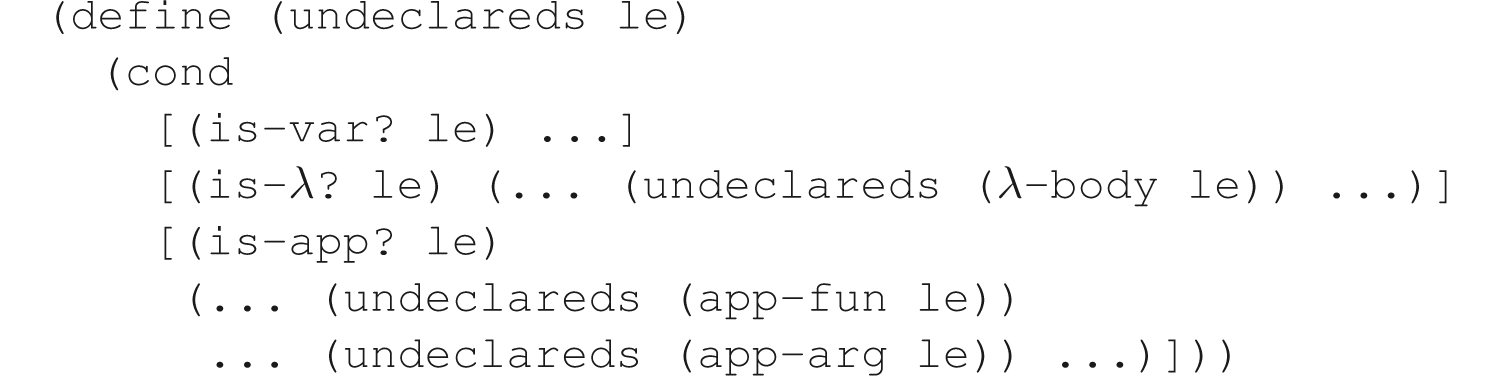 (define (undeclareds le)
(cond
[(is-var? le) ...]
[(is-λ? le) (... (undeclareds (λ-body le)) ...)]
[(is-app? le)
(... (undeclareds (app-fun le))
... (undeclareds (app-arg le)) ...)]))